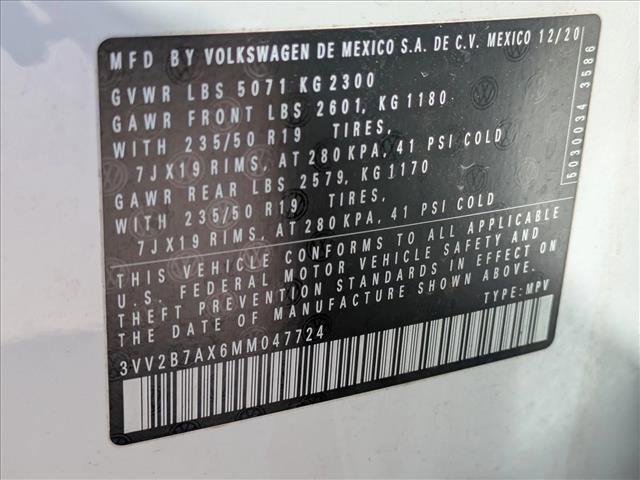 MFD BY VOLKSWAGEN DE MEXICO S.A. DE C.V. MEXICO 12/20
GVWR LBS 5071 KG 2300
GAWR FRONT LBS 2601, KG 1180
WITH 235/50 R19 TIRES,
7JX19 RIMS, AT 280 KPA, 41 PSI COLD
GAWR REAR LBS 2579, KG 1170
WITH 235/50 R19 TIRES,
7JX19 RIMS, AT 280 KPA, 41 PSI COLD
THIS VEHICLE CONFORMS TO ALL APPLICABLE
U.S. FEDERAL MOTOR VEHICLE SAFETY AND
THEFT PREVENTION STANDARDS IN EFFECT ON
THE DATE OF MANUFACTURE SHOWN ABOVE.
3VV2B7AX6MM047724 TYPE: MPV
5030034 3586